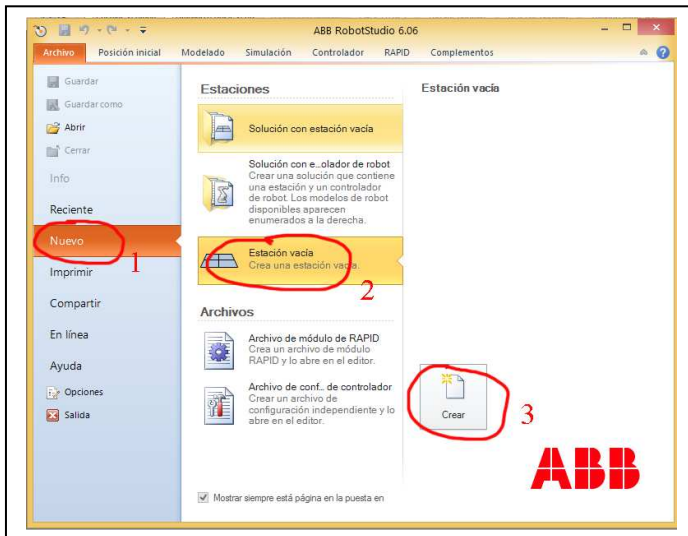 ABB RobotStudio 6.06
Archivo Posición inicial Modelado Simulación Controlador RAPID Complementos
Guardar
Guardar como
Abrir
Cerrar
Info
Reciente
Nuevo
1
Imprimir
Compartir
En línea
Ayuda
Opciones
Salida
Estaciones
Solución con estación vacía
Solución con e...olador de robot
Crear una solución que contiene
una estación y un controlador
de robot. Los modelos de robot
disponibles aparecen
enumerados a la derecha.
Estación vacía
Crea una estación vacía.
2
Archivos
Archivo de módulo de RAPID
Crea un archivo de módulo
RAPID y lo abre en el editor.
Archivo de conf... de controlador
Crear un archivo de
configuración independiente y lo
abre en el editor.
Mostrar siempre está página en la puesta en
Estación vacía
Crear
3
ABB